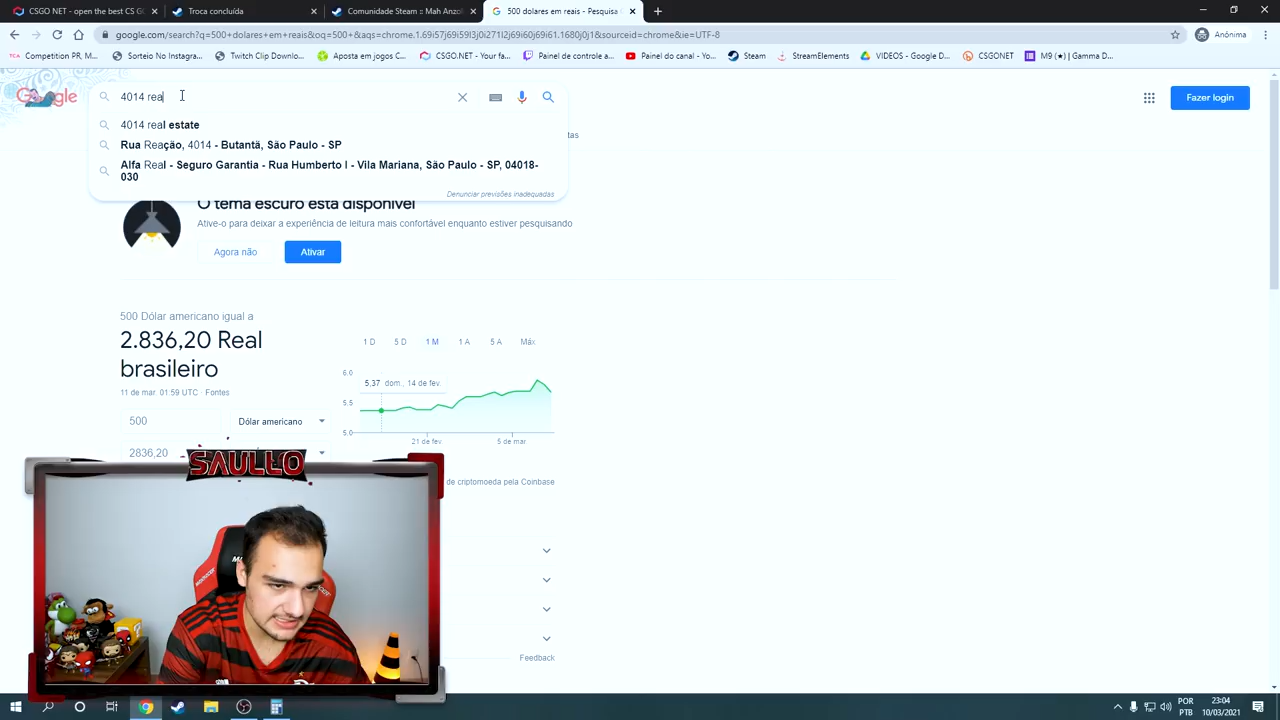 CSGO NET - open the best CS GO
Troca concluída
Comunidade Steam :: Mah Anzolk
500 dolares em reais - Pesquisa
google.com/search?q=500+dolares+em+reais&oq=500+&aqs=chrome.1.69i57j69i59l3j0i271l2j69i60j69i61.1680j0j1&sourceid=chrome&ie=UTF-8
Anônima
Competition PR, M...
Sorteio No Instagra...
Twitch Clip Downlo...
Aposta em jogos C...
CSGO.NET - Your fa...
Painel de controle a...
Painel do canal - Yo...
Steam
StreamElements
VIDEOS - Google D...
CSGONET
M9 (★) | Gamma D...
Google
4014 rea
Fazer login
4014 real estate
tas
Rua Reação, 4014 - Butantã, São Paulo - SP
Alfa Real - Seguro Garantia - Rua Humberto I - Vila Mariana, São Paulo - SP, 04018-
030
Denunciar previsões inadequadas
O tema escuro está disponível
Ative-o para deixar a experiência de leitura mais confortável enquanto estiver pesquisando
Agora não
Ativar
500 Dólar americano igual a
2.836,20 Real
brasileiro
11 de mar. 01:59 UTC · Fontes
1 D
5 D
1 M
1 A
5 A
Máx
6.0
5.5
5.0
5,37 dom., 14 de fev.
21 de fev.
5 de mar.
500
Dólar americano
2836,20
de criptomoeda pela Coinbase
SAULLO
Feedback
POR
PTB
23:04
10/03/2021